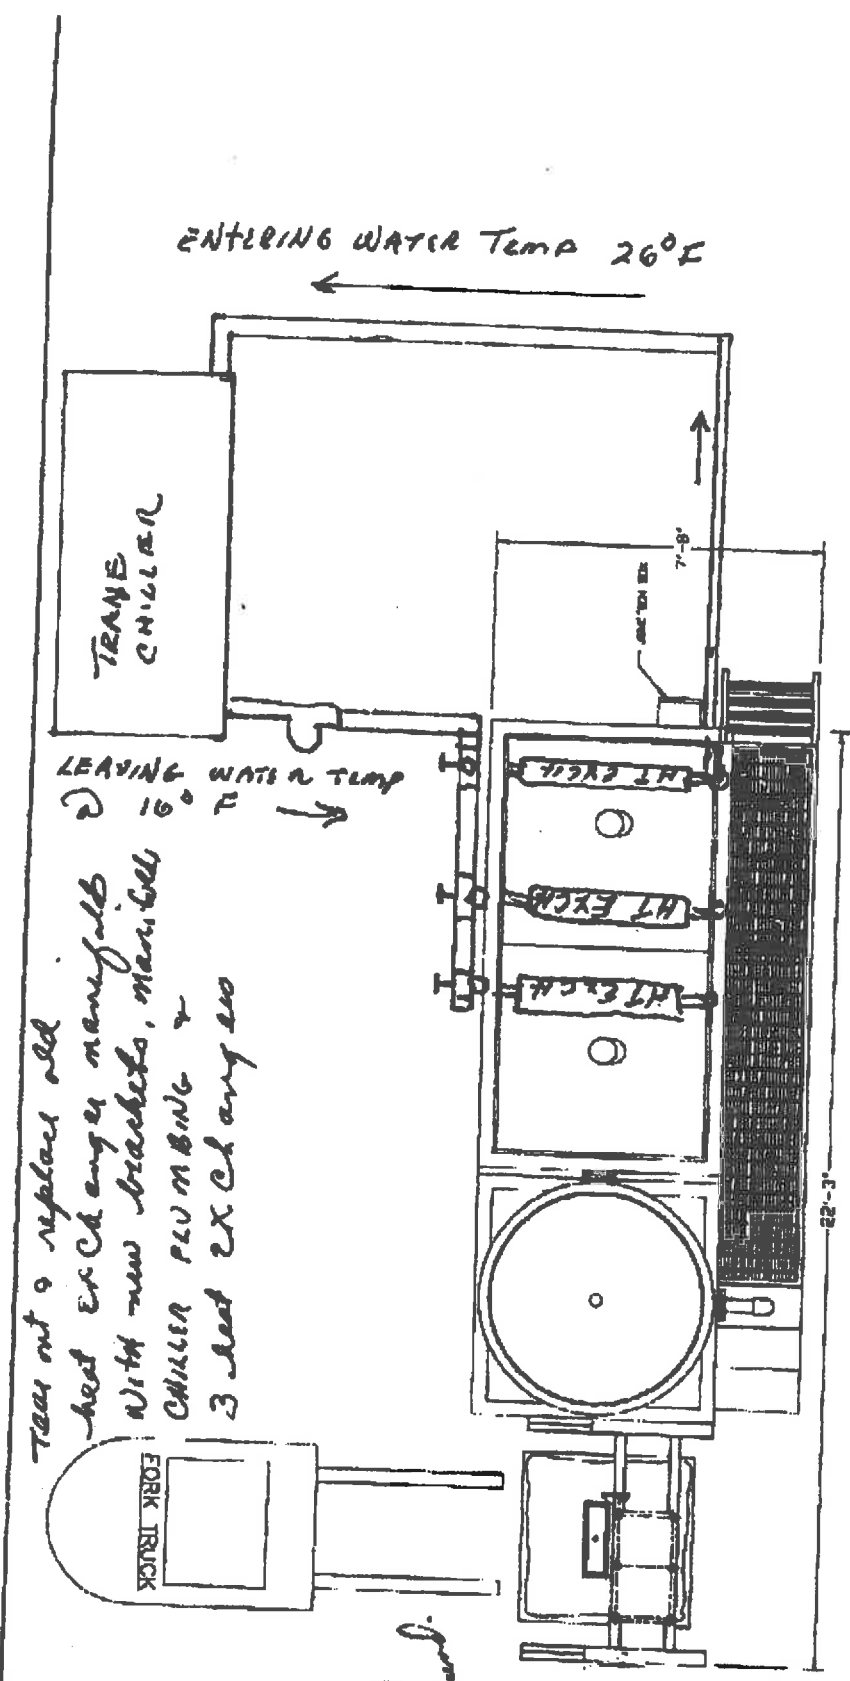 ENTERING WATER TEMP 26°F
TRANE
CHILLER
7'-8"
LEAVING WATER TEMP
@ 16° F
HT EXCH
HT EXCH
HT EXCH
Tear out & replace old
heat exchanger manifold
with new brackets, manifold
CHILLER PLUMBING &
3 heat exchangers
22'-3"
FORK TRUCK